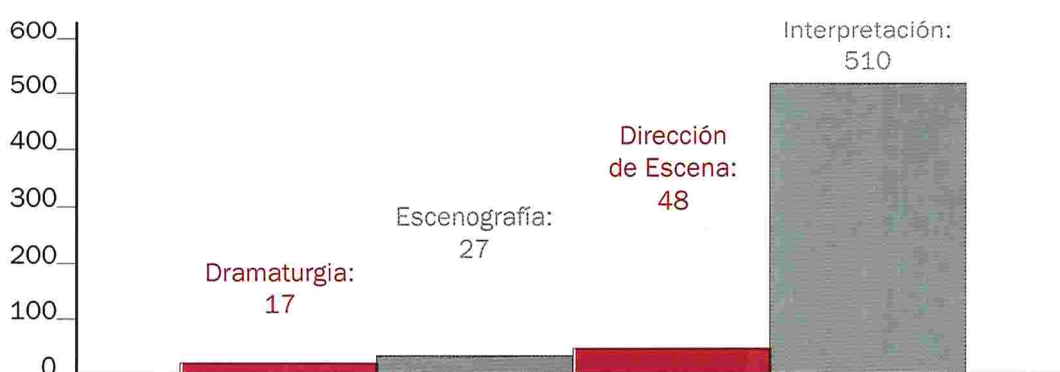 600
Interpretación:
510
500
400
Dirección
de Escena:
48
300
Escenografía:
27
200
Dramaturgia:
17
100
0